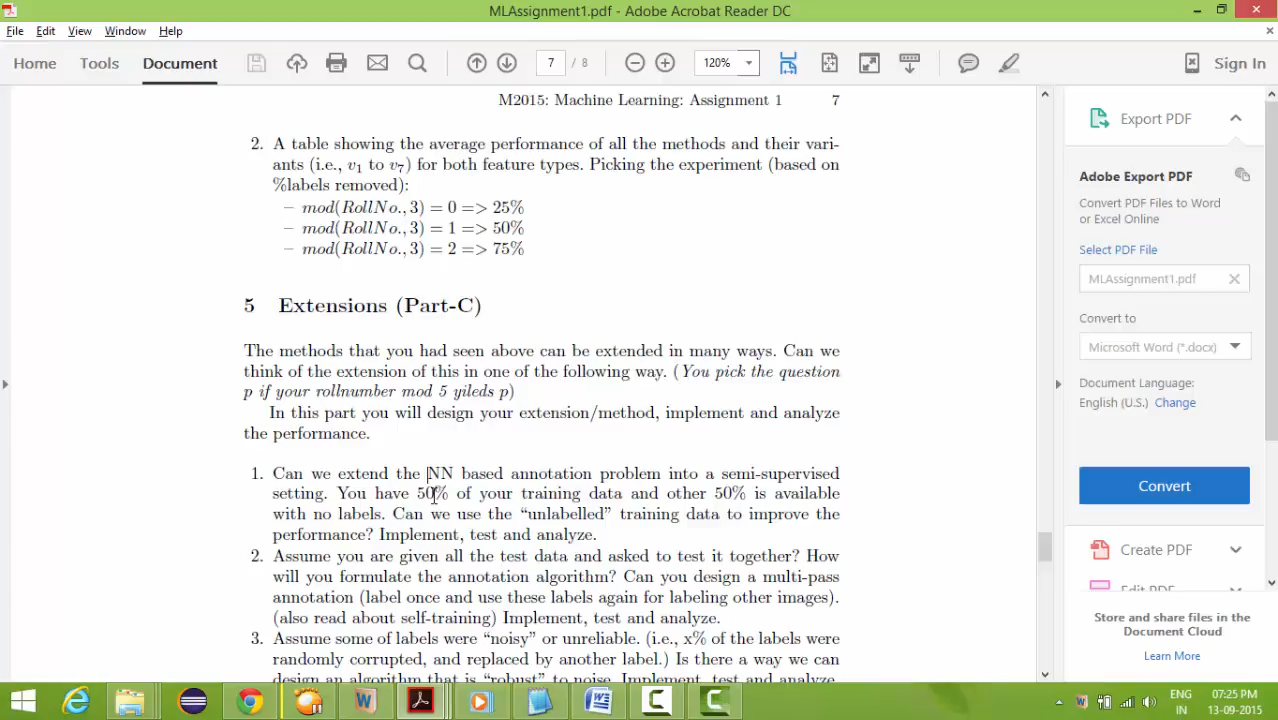 MLAssignment1.pdf - Adobe Acrobat Reader DC
File Edit View Window Help
Home Tools Document 7 / 8 120% Sign In
M2015: Machine Learning: Assignment 1 7
2. A table showing the average performance of all the methods and their vari-
ants (i.e., v1 to v7) for both feature types. Picking the experiment (based on
%labels removed):
– mod(RollNo., 3) = 0 => 25%
– mod(RollNo., 3) = 1 => 50%
– mod(RollNo., 3) = 2 => 75%
5 Extensions (Part-C)
The methods that you had seen above can be extended in many ways. Can we
think of the extension of this in one of the following way. (You pick the question
p if your rollnumber mod 5 yileds p)
In this part you will design your extension/method, implement and analyze
the performance.
1. Can we extend the NN based annotation problem into a semi-supervised
setting. You have 50% of your training data and other 50% is available
with no labels. Can we use the “unlabelled” training data to improve the
performance? Implement, test and analyze.
2. Assume you are given all the test data and asked to test it together? How
will you formulate the annotation algorithm? Can you design a multi-pass
annotation (label once and use these labels again for labeling other images).
(also read about self-training) Implement, test and analyze.
3. Assume some of labels were “noisy” or unreliable. (i.e., x% of the labels were
randomly corrupted, and replaced by another label.) Is there a way we can
design an algorithm that is “robust” to noise. Implement, test and analyze.
Export PDF
Adobe Export PDF
Convert PDF Files to Word
or Excel Online
Select PDF File
MLAssignment1.pdf
Convert to
Microsoft Word (*.docx)
Document Language:
English (U.S.) Change
Convert
Create PDF
Edit PDF
Store and share files in the
Document Cloud
Learn More
ENG
IN
07:25 PM
13-09-2015